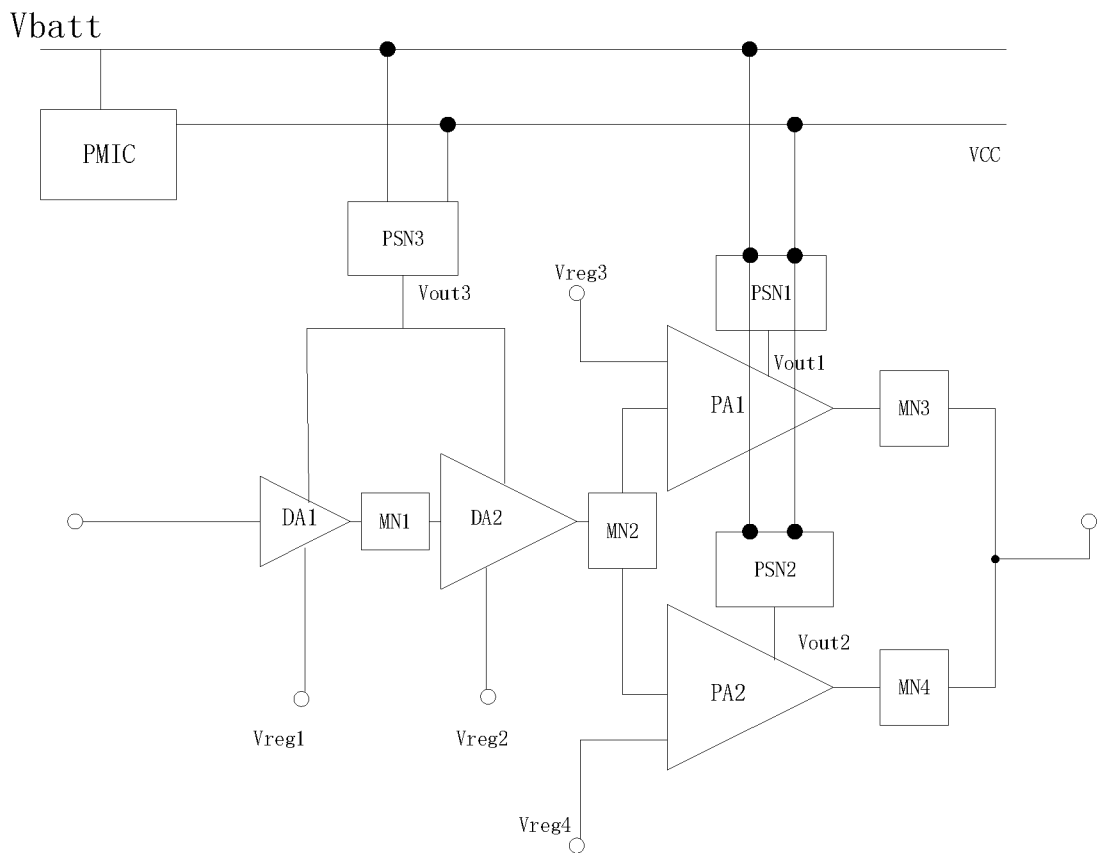 Vbatt
PMIC
VCC
PSN3
Vout3
Vreg3
PSN1
Vout1
PA1
MN3
DA1
MN1
DA2
MN2
PSN2
Vout2
PA2
MN4
Vreg1
Vreg2
Vreg4